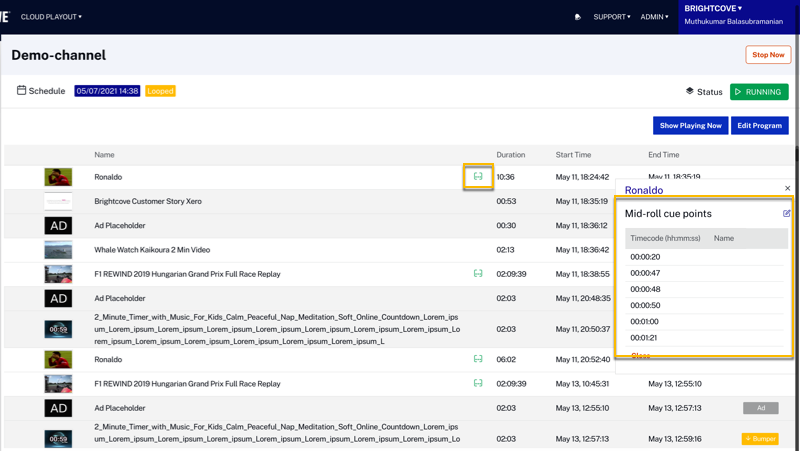 CLOUD PLAYOUT
SUPPORT
ADMIN
BRIGHTCOVE
Muthukumar Balasubramanian
Demo-channel
Stop Now
Schedule
05/07/2021 14:38
Looped
Status
RUNNING
Show Playing Now
Edit Program
Name Duration Start Time End Time
Ronaldo 10:36 May 11, 18:24:42 May 11, 18:35:19
Brightcove Customer Story Xero 00:53 May 11, 18:35:19
AD Ad Placeholder 00:30 May 11, 18:36:12
Whale Watch Kaikoura 2 Min Video 02:13 May 11, 18:36:42
F1 REWIND 2019 Hungarian Grand Prix Full Race Replay 02:09:39 May 11, 18:38:55
AD Ad Placeholder 02:03 May 11, 20:48:35
2_Minute_Timer_with_Music_For_Kids_Calm_Peaceful_Nap_Meditation_Soft_Online_Countdown_Lorem_ips
00:59 um_Lorem_ipsum_Lorem_ipsum_Lorem_ipsum_Lorem_ipsum_Lorem_ipsum_Lorem_ipsum_Lorem_ipsum_Lo 02:03 May 11, 20:50:37
rem_ipsum_Lorem_ipsum_Lorem_ipsum_Lorem_ipsum_Lorem_ipsum_Lorem_ipsum_L
Ronaldo 06:02 May 11, 20:52:40
F1 REWIND 2019 Hungarian Grand Prix Full Race Replay 02:09:39 May 13, 10:45:31 May 13, 12:55:10
AD Ad Placeholder 02:03 May 13, 12:55:10 May 13, 12:57:13 Ad
2_Minute_Timer_with_Music_For_Kids_Calm_Peaceful_Nap_Meditation_Soft_Online_Countdown_Lorem_ips
00:59 um_Lorem_ipsum_Lorem_ipsum_Lorem_ipsum_Lorem_ipsum_Lorem_ipsum_Lorem_ipsum_Lorem_ipsum_Lo 02:03 May 13, 12:57:13 May 13, 12:59:16 + Bumper
Ronaldo
Mid-roll cue points
Timecode (hh:mm:ss) Name
00:00:20
00:00:47
00:00:48
00:00:50
00:01:00
00:01:21
Close